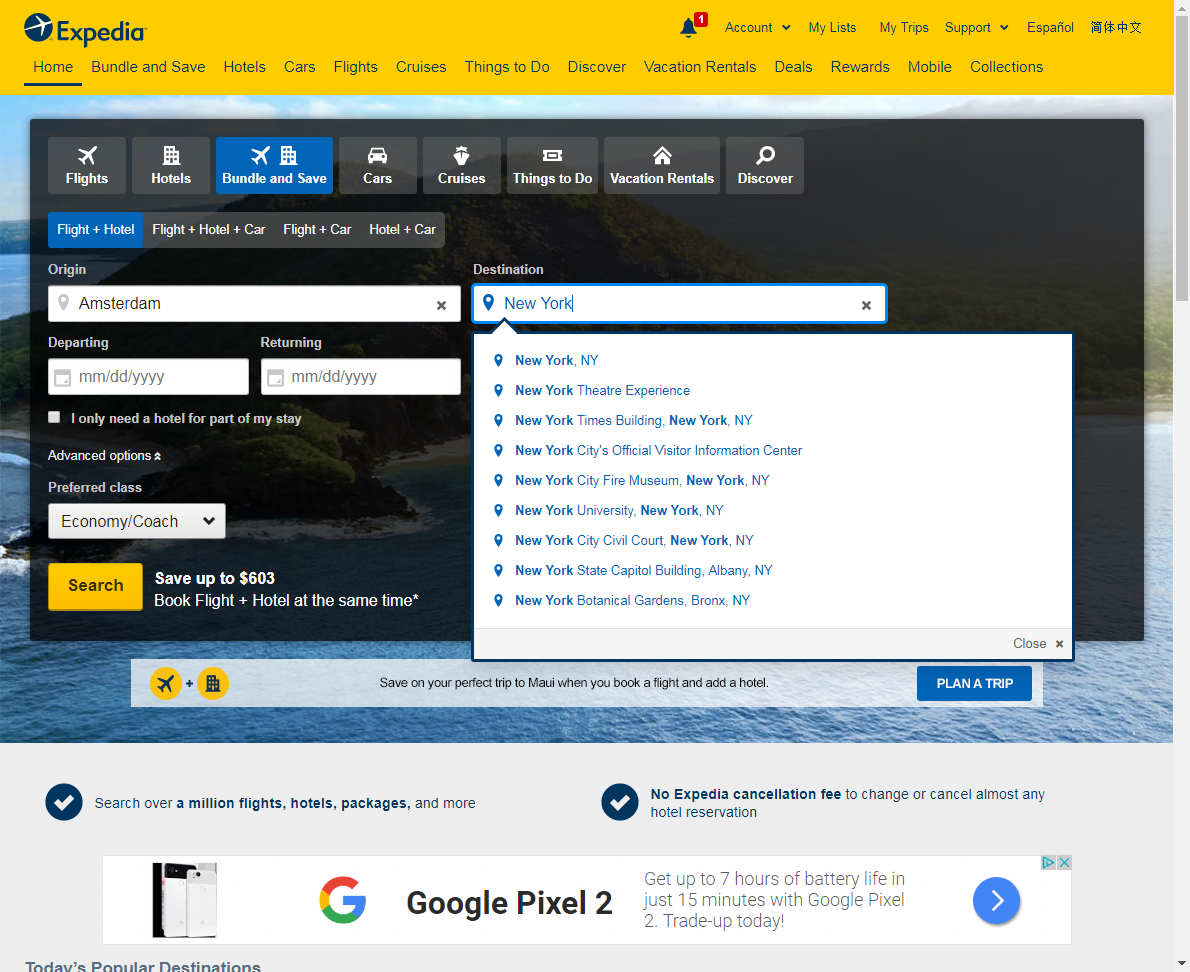 Expedia
1
Account
My Lists
My Trips
Support
Español
简体中文
Home
Bundle and Save
Hotels
Cars
Flights
Cruises
Things to Do
Discover
Vacation Rentals
Deals
Rewards
Mobile
Collections
Flights
Hotels
Bundle and Save
Cars
Cruises
Things to Do
Vacation Rentals
Discover
Flight + Hotel
Flight + Hotel + Car
Flight + Car
Hotel + Car
Origin
Destination
Amsterdam
New York
Departing
Returning
mm/dd/yyyy
mm/dd/yyyy
I only need a hotel for part of my stay
Advanced options
Preferred class
Economy/Coach
Search
Save up to $603
Book Flight + Hotel at the same time*
New York, NY
New York Theatre Experience
New York Times Building, New York, NY
New York City's Official Visitor Information Center
New York City Fire Museum, New York, NY
New York University, New York, NY
New York City Civil Court, New York, NY
New York State Capitol Building, Albany, NY
New York Botanical Gardens, Bronx, NY
Close
+
Save on your perfect trip to Maui when you book a flight and add a hotel.
PLAN A TRIP
Search over a million flights, hotels, packages, and more
No Expedia cancellation fee to change or cancel almost any
hotel reservation
G
Google Pixel 2
Get up to 7 hours of battery life in
just 15 minutes with Google Pixel
2. Trade-up today!
Today's Popular Destinations